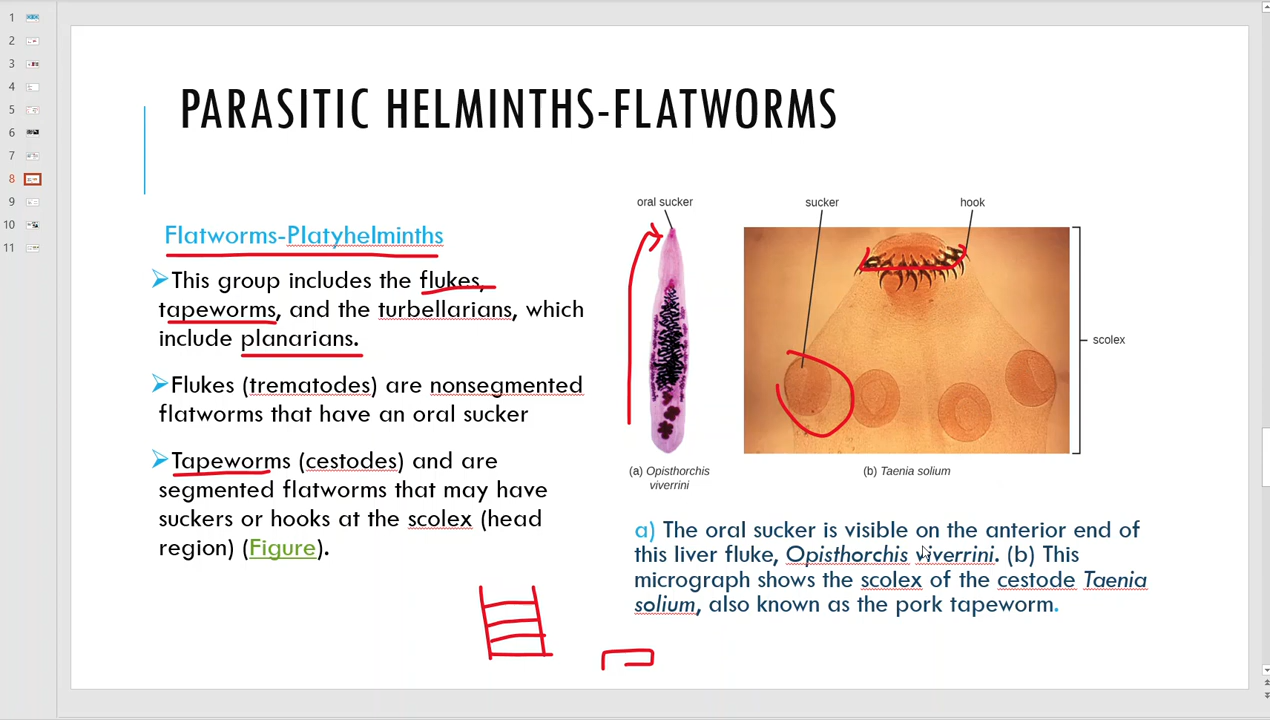 1
2
3
4
5
6
7
8
9
10
11
PARASITIC HELMINTHS-FLATWORMS
Flatworms-Platyhelminths
This group includes the flukes,
tapeworms, and the turbellarians, which
include planarians.
Flukes (trematodes) are nonsegmented
flatworms that have an oral sucker
Tapeworms (cestodes) and are
segmented flatworms that may have
suckers or hooks at the scolex (head
region) (Figure).
oral sucker
sucker
hook
scolex
(a) Opisthorchis
viverrini
(b) Taenia solium
a) The oral sucker is visible on the anterior end of
this liver fluke, Opisthorchis viverrini. (b) This
micrograph shows the scolex of the cestode Taenia
solium, also known as the pork tapeworm.